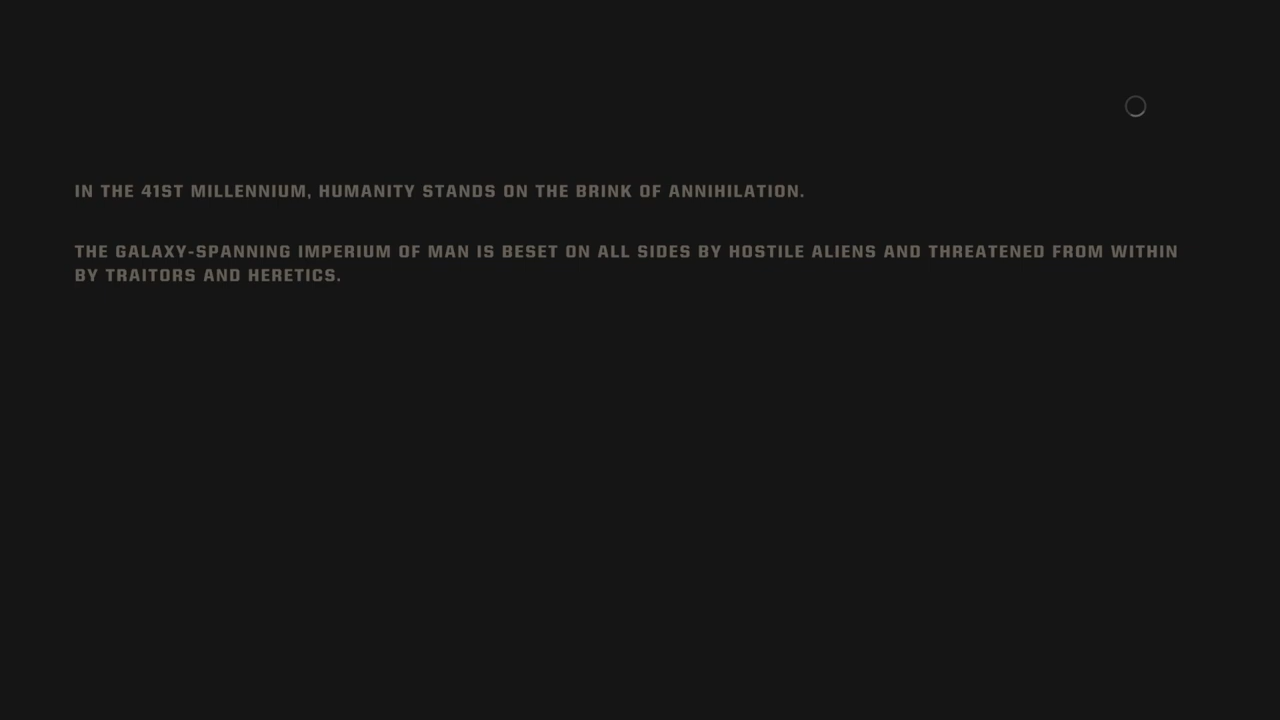 IN THE 41ST MILLENNIUM, HUMANITY STANDS ON THE BRINK OF ANNIHILATION.
THE GALAXY-SPANNING IMPERIUM OF MAN IS BESET ON ALL SIDES BY HOSTILE ALIENS AND THREATENED FROM WITHIN
BY TRAITORS AND HERETICS.